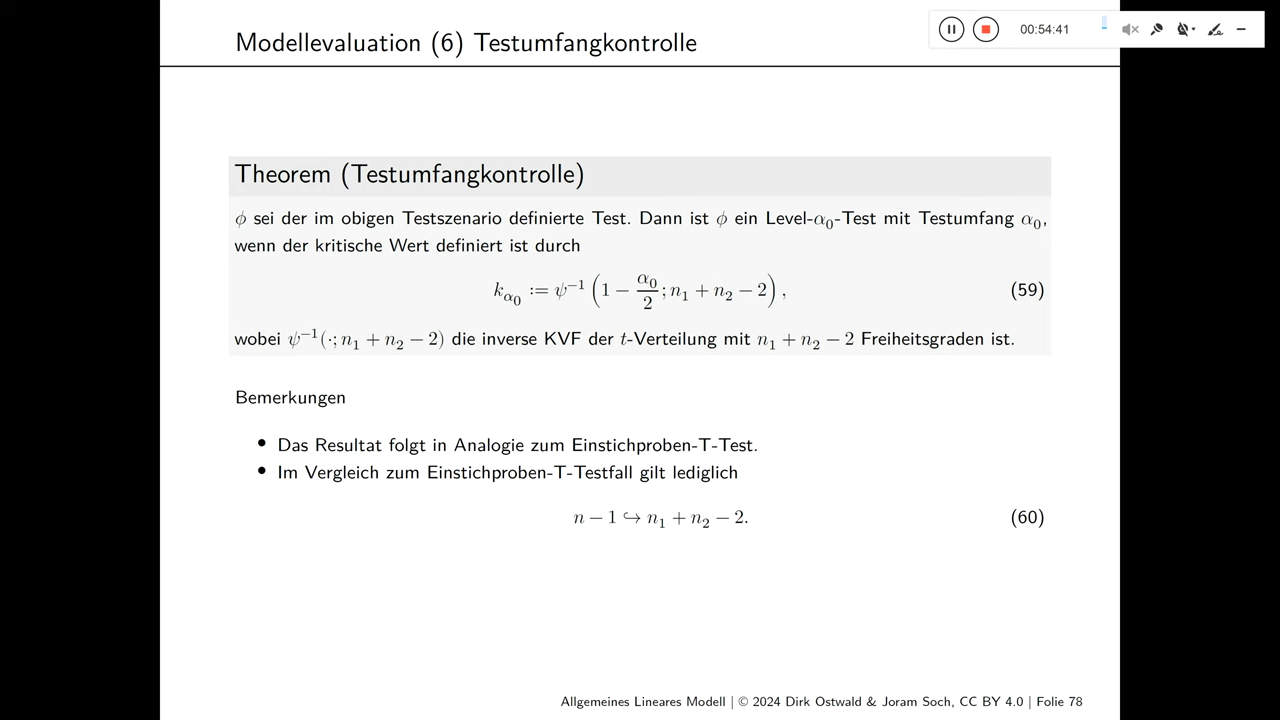 Modellevaluation (6) Testumfangkontrolle
00:54:41
Theorem (Testumfangkontrolle)
ϕ sei der im obigen Testszenario definierte Test. Dann ist ϕ ein Level-α₀-Test mit Testumfang α₀,
wenn der kritische Wert definiert ist durch
k_{α₀} := ψ⁻¹ (1 − α₀/2; n₁ + n₂ − 2), (59)
wobei ψ⁻¹(·; n₁ + n₂ − 2) die inverse KVF der t-Verteilung mit n₁ + n₂ − 2 Freiheitsgraden ist.
Bemerkungen
• Das Resultat folgt in Analogie zum Einstichproben-T-Test.
• Im Vergleich zum Einstichproben-T-Testfall gilt lediglich
n − 1 ↪ n₁ + n₂ − 2. (60)
Allgemeines Lineares Modell | © 2024 Dirk Ostwald & Joram Soch, CC BY 4.0 | Folie 78